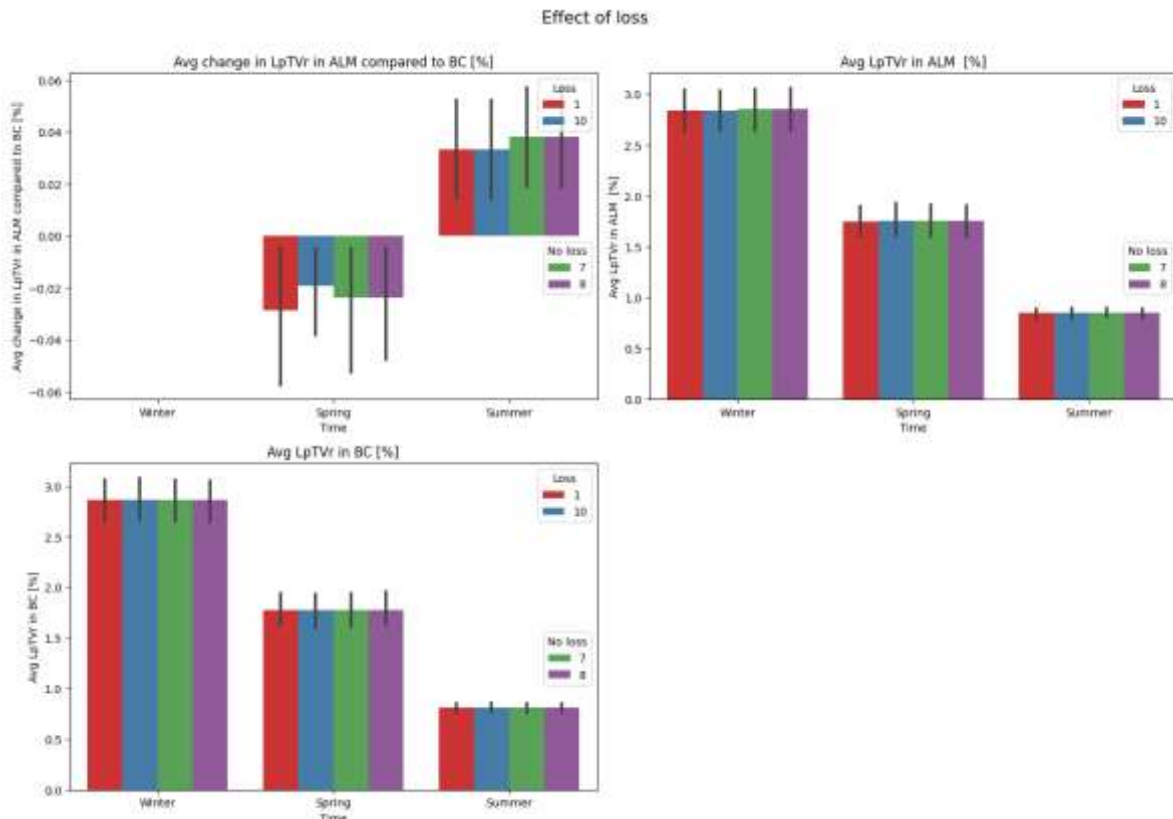 Effect of loss
Avg change in LpTVr in ALM compared to BC [%]
Avg change in LpTVr in ALM compared to BC [%]
0.06
0.04
0.02
0.00
−0.02
−0.04
−0.06
Loss
1
10
No loss
7
8
Winter
Spring
Summer
Time
Avg LpTVr in ALM [%]
Avg LpTVr in ALM [%]
3.0
2.5
2.0
1.5
1.0
0.5
0.0
Loss
1
10
No loss
7
8
Winter
Spring
Summer
Time
Avg LpTVr in BC [%]
Avg LpTVr in BC [%]
3.0
2.5
2.0
1.5
1.0
0.5
0.0
Loss
1
10
No loss
7
8
Winter
Spring
Summer
Time